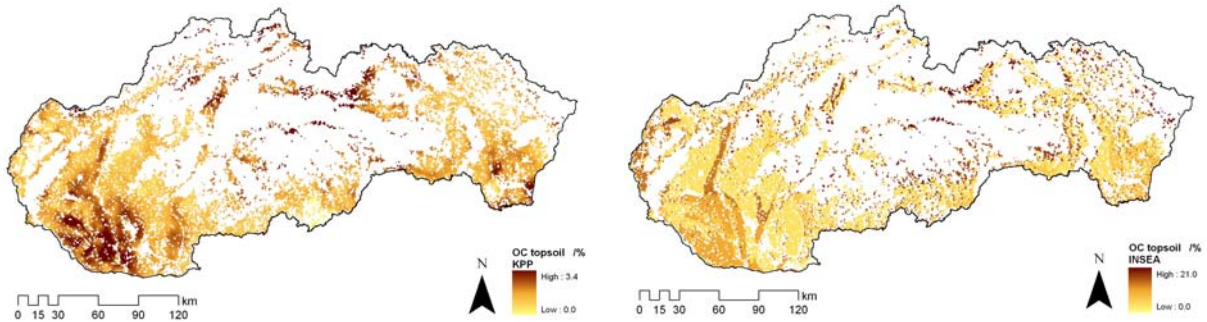 N
OC topsoil /%
KPP
High : 3.4
Low : 0.0
km
0 15 30 60 90 120
N
OC topsoil /%
INSEA
High : 21.0
Low : 0.0
km
0 15 30 60 90 120